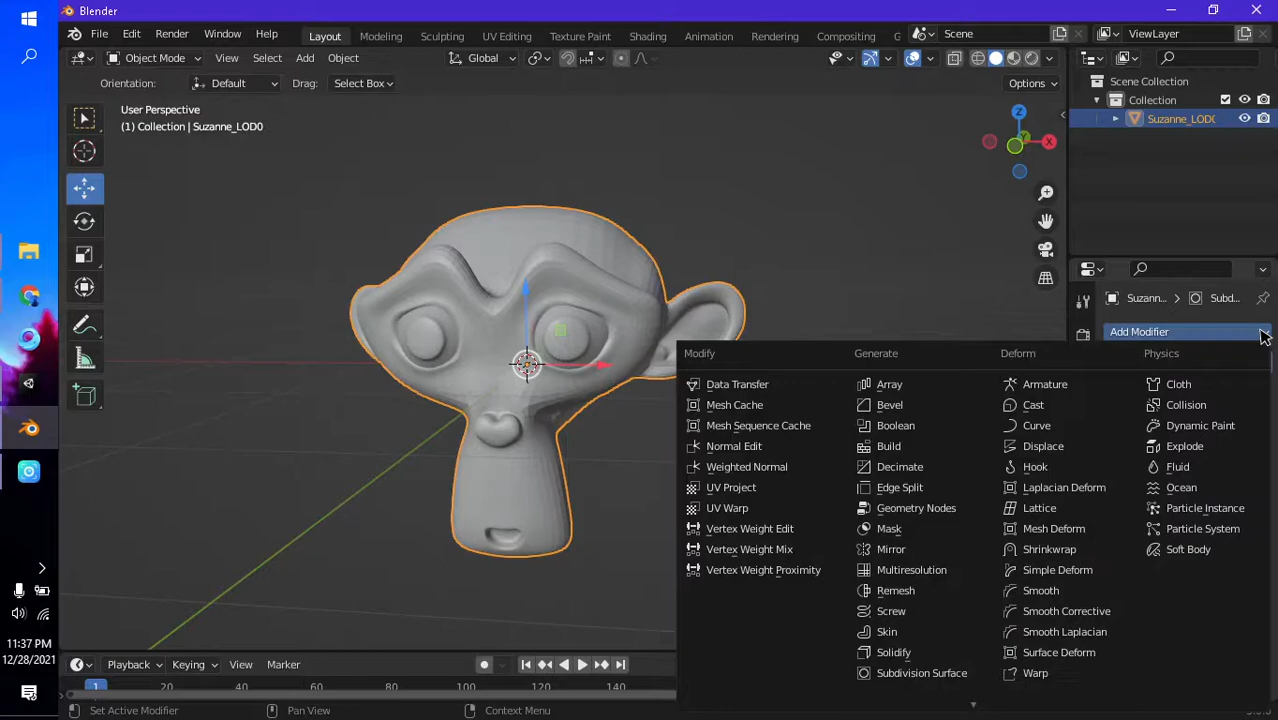 Blender
File Edit Render Window Help Layout Modeling Sculpting UV Editing Texture Paint Shading Animation Rendering Compositing Scene ViewLayer
Object Mode View Select Add Object Global
Orientation: Default Drag: Select Box Options
User Perspective
(1) Collection | Suzanne_LOD0
Z
Y
X
Scene Collection
Collection
Suzanne_LOD(
Suzann... Subd...
Add Modifier
Modify Generate Deform Physics
Data Transfer Array Armature Cloth
Mesh Cache Bevel Cast Collision
Mesh Sequence Cache Boolean Curve Dynamic Paint
Normal Edit Build Displace Explode
Weighted Normal Decimate Hook Fluid
UV Project Edge Split Laplacian Deform Ocean
UV Warp Geometry Nodes Lattice Particle Instance
Vertex Weight Edit Mask Mesh Deform Particle System
Vertex Weight Mix Mirror Shrinkwrap Soft Body
Vertex Weight Proximity Multiresolution Simple Deform
Remesh Smooth
Screw Smooth Corrective
Skin Smooth Laplacian
Solidify Surface Deform
Subdivision Surface Warp
Playback Keying View Marker
1 20 40 60 80 100 120 140
Set Active Modifier Pan View Context Menu
11:37 PM
12/28/2021